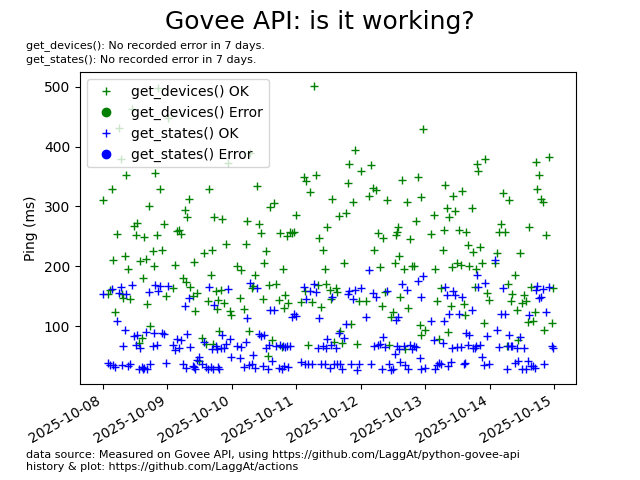 Govee API: is it working?
get_devices(): No recorded error in 7 days.
get_states(): No recorded error in 7 days.
get_devices() OK
get_devices() Error
get_states() OK
get_states() Error
Ping (ms)
500
400
300
200
100
2025-10-08
2025-10-09
2025-10-10
2025-10-11
2025-10-12
2025-10-13
2025-10-14
2025-10-15
data source: Measured on Govee API, using https://github.com/LaggAt/python-govee-api
history & plot: https://github.com/LaggAt/actions